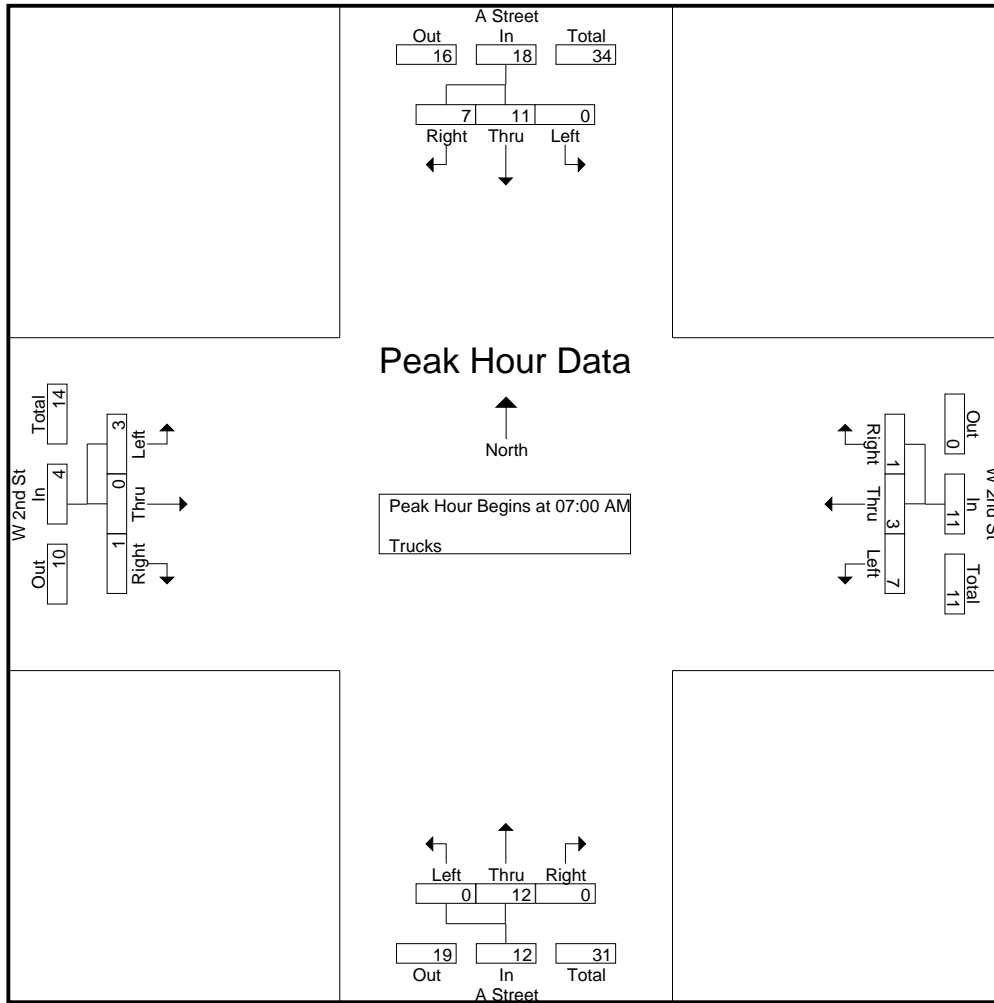 A Street
Out In Total
16 18 34
7 11 0
Right Thru Left
Peak Hour Data
North
Peak Hour Begins at 07:00 AM
Trucks
W 2nd St
Out In Total
10 4 14
3 0 1
Left Thru Right
W 2nd St
Out In Total
0 11 11
1 3 7
Right Thru Left
Left Thru Right
0 12 0
19 12 31
Out In Total
A Street